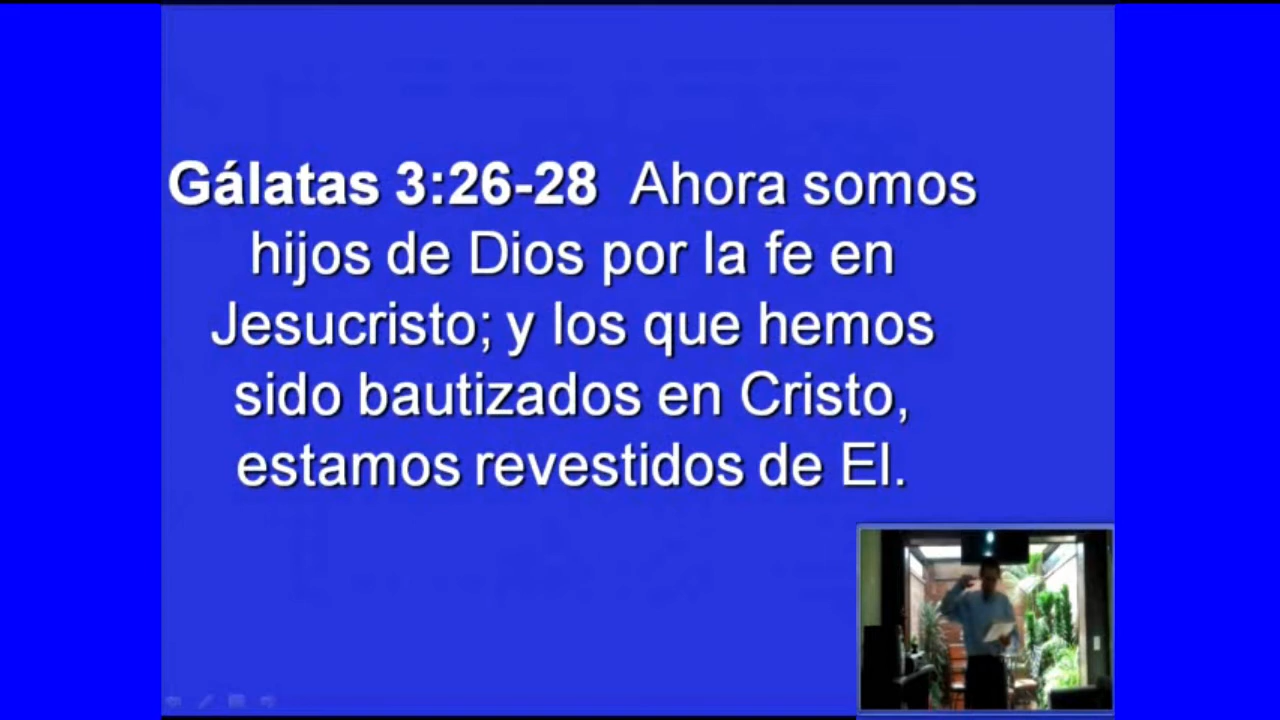 Gálatas 3:26-28 Ahora somos
hijos de Dios por la fe en
Jesucristo; y los que hemos
sido bautizados en Cristo,
estamos revestidos de El.